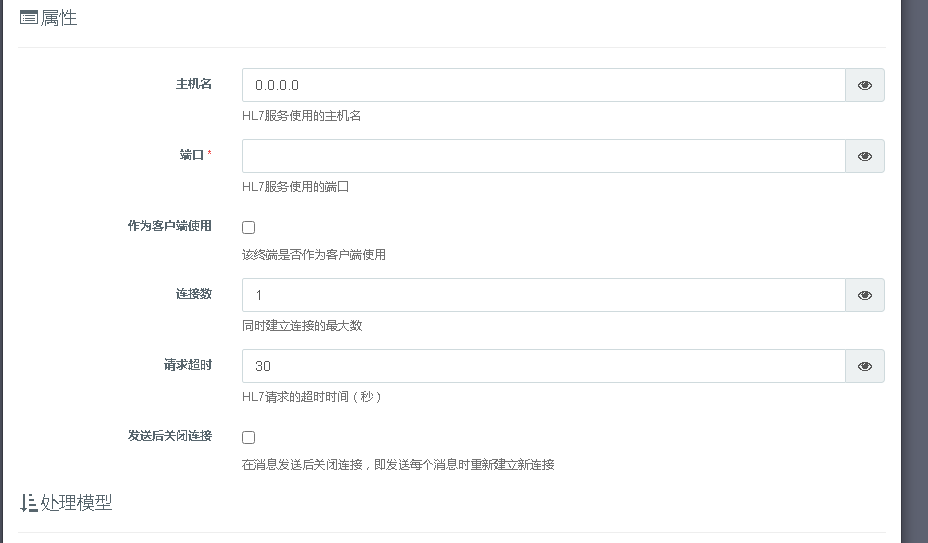 属性
主机名
0.0.0.0
HL7服务使用的主机名
端口 *
HL7服务使用的端口
作为客户端使用
该终端是否作为客户端使用
连接数
1
同时建立连接的最大数
请求超时
30
HL7请求的超时时间（秒）
发送后关闭连接
在消息发送后关闭连接，即发送每个消息时重新建立新连接
处理模型